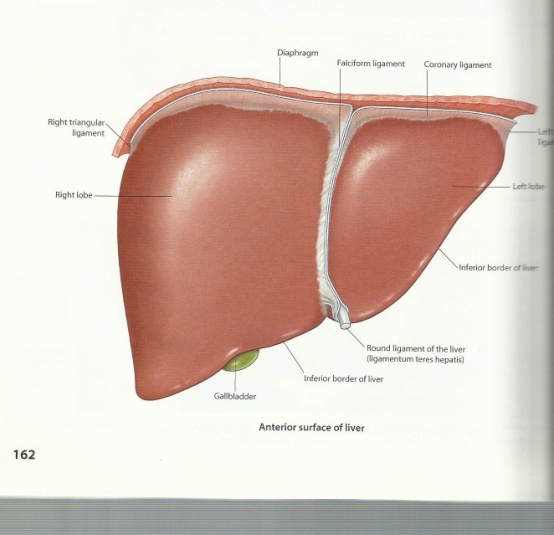 Diaphragm
Falciform ligament
Coronary ligament
Right triangular
ligament
Left
Right lobe
Left lobe
Inferior border of liver
Round ligament of the liver
(ligamentum teres hepatis)
Inferior border of liver
Gallbladder
Anterior surface of liver
162